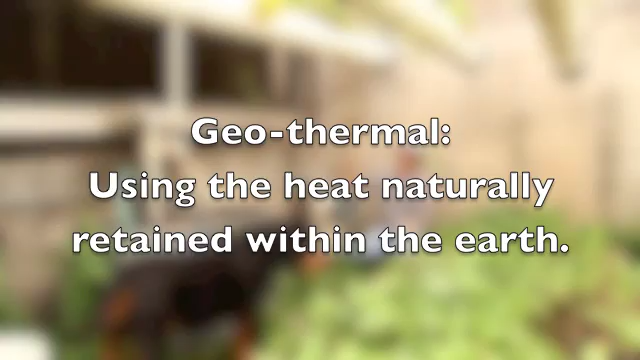 Geo-thermal:
Using the heat naturally
retained within the earth.